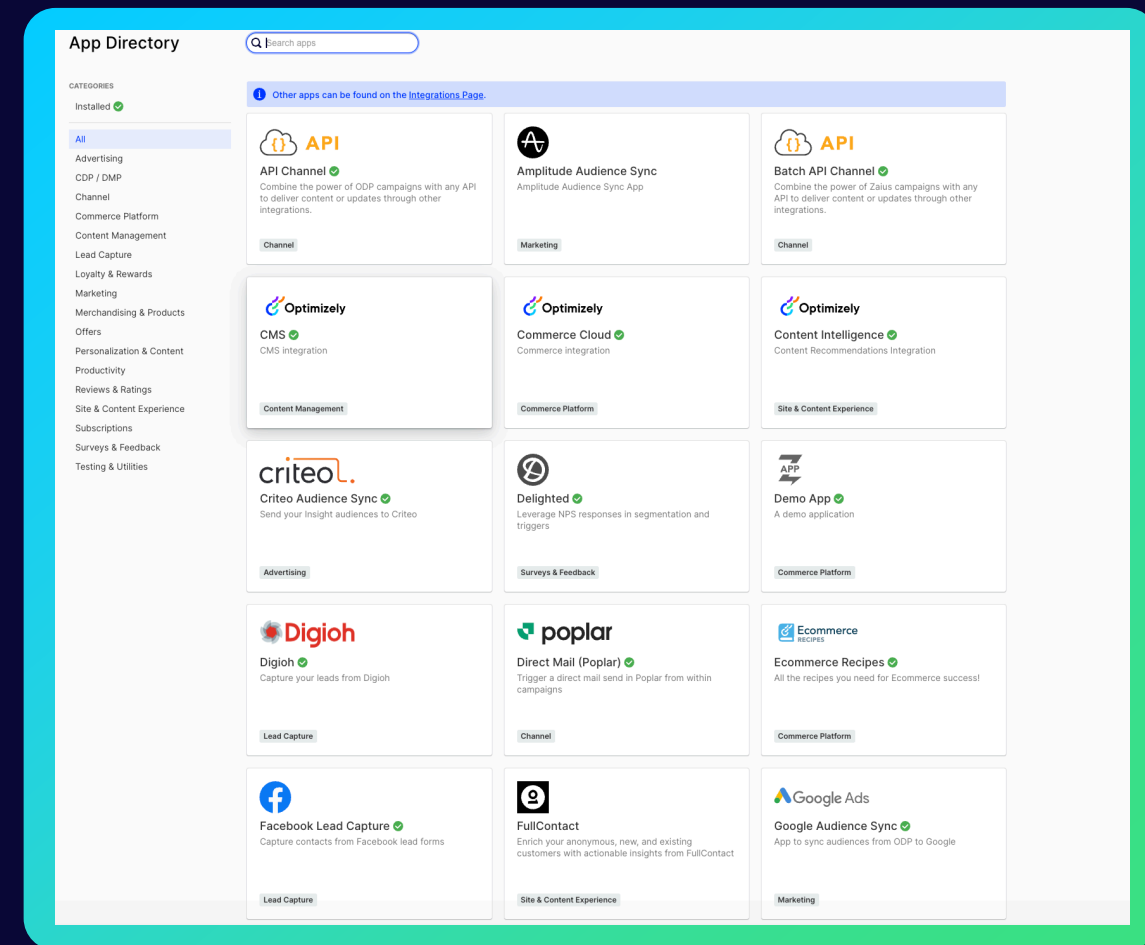 App Directory
Search apps
CATEGORIES
Installed
All
Advertising
CDP / DMP
Channel
Commerce Platform
Content Management
Lead Capture
Loyalty & Rewards
Marketing
Merchandising & Products
Offers
Personalization & Content
Productivity
Reviews & Ratings
Site & Content Experience
Subscriptions
Surveys & Feedback
Testing & Utilities
Other apps can be found on the Integrations Page.
{} API
API Channel
Combine the power of ODP campaigns with any API
to deliver content or updates through other
integrations.
Channel
Amplitude Audience Sync
Amplitude Audience Sync App
Marketing
{} API
Batch API Channel
Combine the power of Zaius campaigns with any
API to deliver content or updates through other
integrations.
Channel
Optimizely
CMS
CMS integration
Content Management
Optimizely
Commerce Cloud
Commerce integration
Commerce Platform
Optimizely
Content Intelligence
Content Recommendations Integration
Site & Content Experience
criteol.
Criteo Audience Sync
Send your Insight audiences to Criteo
Advertising
Delighted
Leverage NPS responses in segmentation and
triggers
Surveys & Feedback
APP
Demo App
A demo application
Commerce Platform
Digioh
Digioh
Capture your leads from Digioh
Lead Capture
poplar
Direct Mail (Poplar)
Trigger a direct mail send in Poplar from within
campaigns
Channel
Ecommerce
RECIPES
Ecommerce Recipes
All the recipes you need for Ecommerce success!
Commerce Platform
Facebook Lead Capture
Capture contacts from Facebook lead forms
Lead Capture
FullContact
Enrich your anonymous, new, and existing
customers with actionable insights from FullContact
Site & Content Experience
Google Ads
Google Audience Sync
App to sync audiences from ODP to Google
Marketing